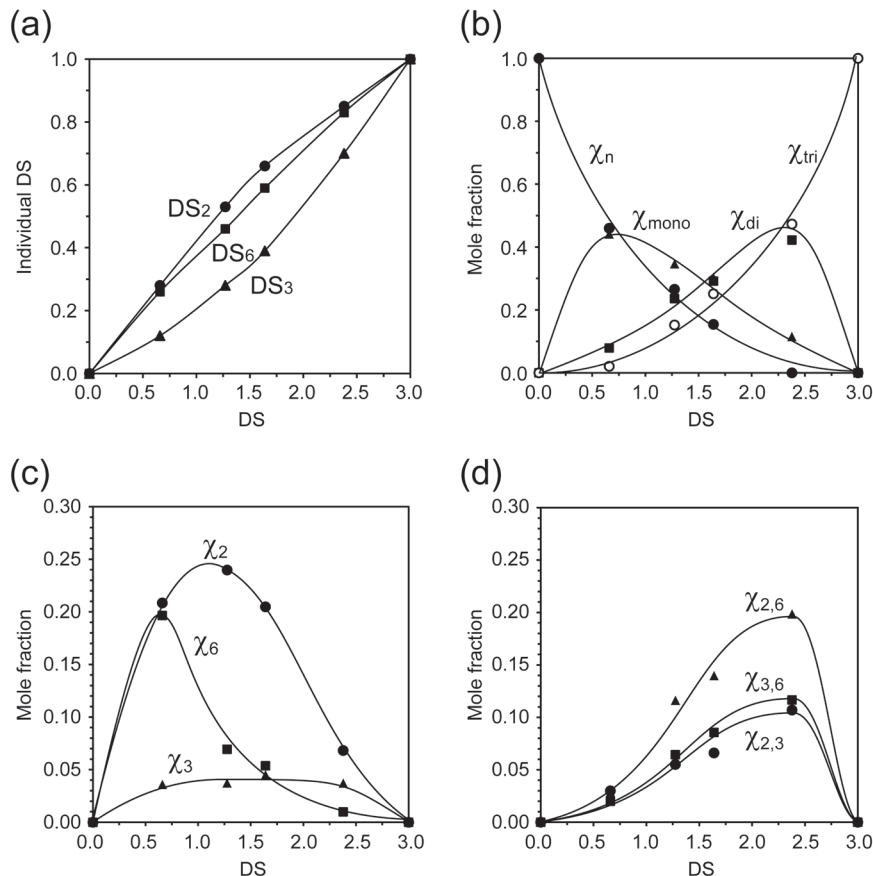 (a)
Individual DS
1.0
0.8
0.6
0.4
0.2
0.0
DS2
DS6
DS3
0.0 0.5 1.0 1.5 2.0 2.5 3.0
DS
(b)
Mole fraction
1.0
0.8
0.6
0.4
0.2
0.0
χn
χmono
χdi
χtri
0.0 0.5 1.0 1.5 2.0 2.5 3.0
DS
(c)
Mole fraction
0.30
0.25
0.20
0.15
0.10
0.05
0.00
χ2
χ6
χ3
0.0 0.5 1.0 1.5 2.0 2.5 3.0
DS
(d)
Mole fraction
0.30
0.25
0.20
0.15
0.10
0.05
0.00
χ2,6
χ3,6
χ2,3
0.0 0.5 1.0 1.5 2.0 2.5 3.0
DS